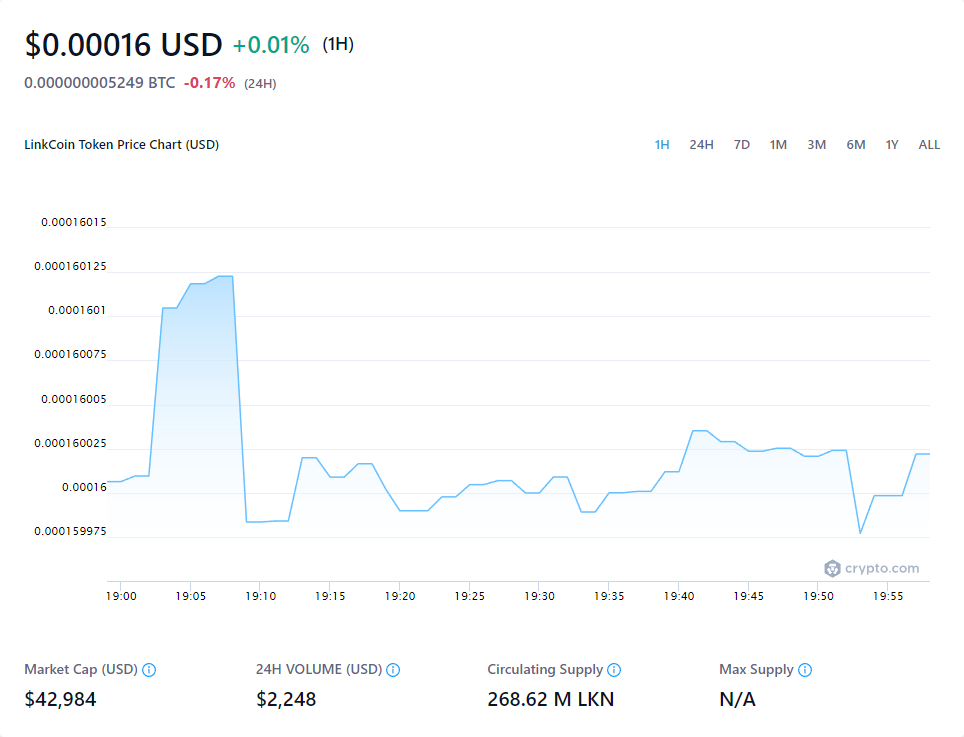 $0.00016 USD +0.01% (1H)
0.000000005249 BTC -0.17% (24H)
LinkCoin Token Price Chart (USD)
1H 24H 7D 1M 3M 6M 1Y ALL
0.00016015
0.000160125
0.0001601
0.000160075
0.00016005
0.000160025
0.00016
0.000159975
crypto.com
19:00 19:05 19:10 19:15 19:20 19:25 19:30 19:35 19:40 19:45 19:50 19:55
Market Cap (USD) 24H VOLUME (USD) Circulating Supply Max Supply
$42,984 $2,248 268.62 M LKN N/A